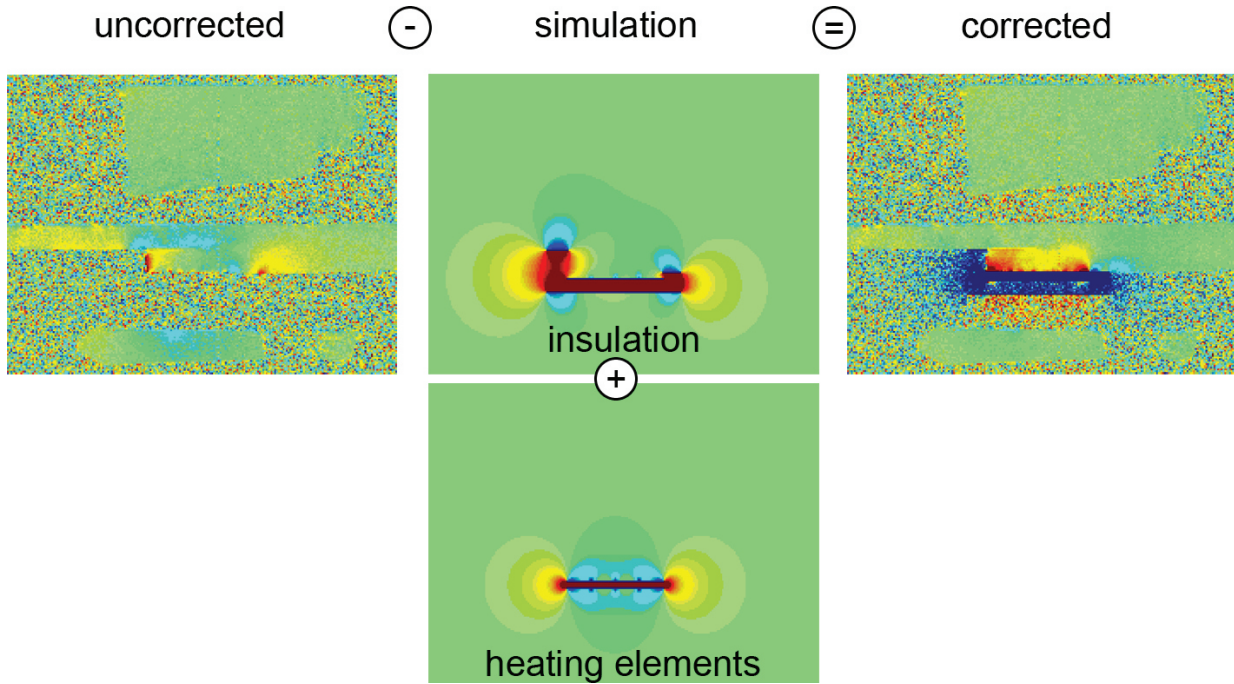 uncorrected - simulation = corrected
insulation
+
heating elements